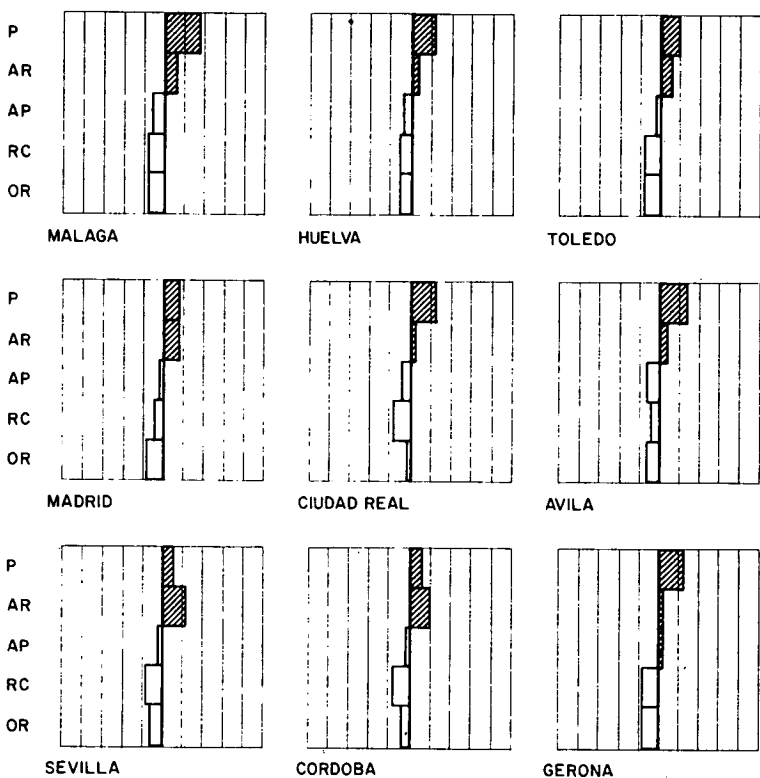 P
AR
AP
RC
OR
MALAGA HUELVA TOLEDO
P
AR
AP
RC
OR
MADRID CIUDAD REAL AVILA
P
AR
AP
RC
OR
SEVILLA CORDOBA GERONA